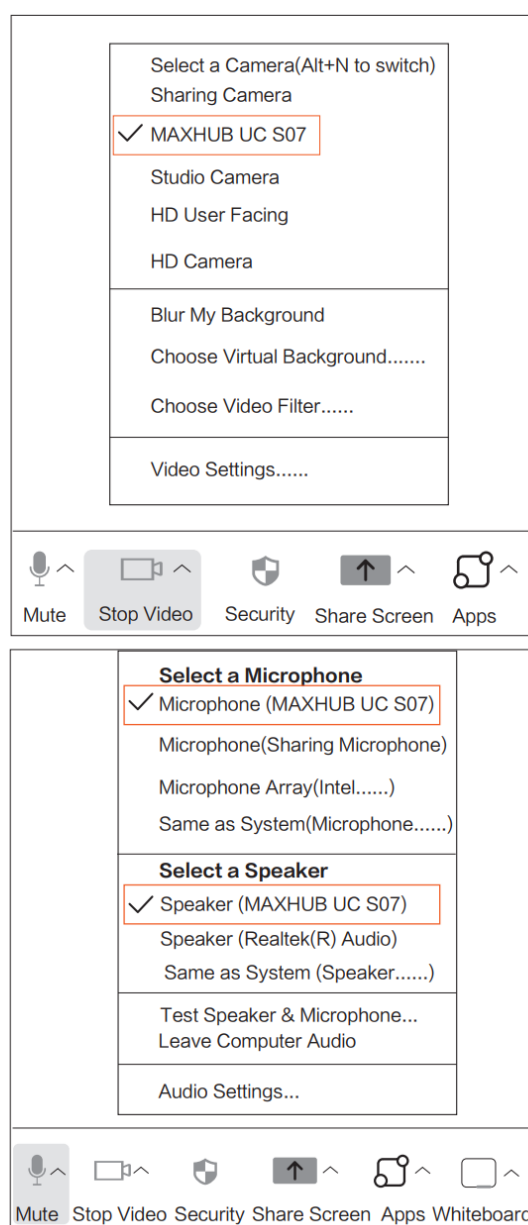 Select a Camera(Alt+N to switch)
Sharing Camera
MAXHUB UC S07
Studio Camera
HD User Facing
HD Camera
Blur My Background
Choose Virtual Background.......
Choose Video Filter......
Video Settings......
Mute Stop Video Security Share Screen Apps
Select a Microphone
Microphone (MAXHUB UC S07)
Microphone(Sharing Microphone)
Microphone Array(Intel......)
Same as System(Microphone......)
Select a Speaker
Speaker (MAXHUB UC S07)
Speaker (Realtek(R) Audio)
Same as System (Speaker......)
Test Speaker & Microphone...
Leave Computer Audio
Audio Settings...
Mute Stop Video Security Share Screen Apps Whiteboard